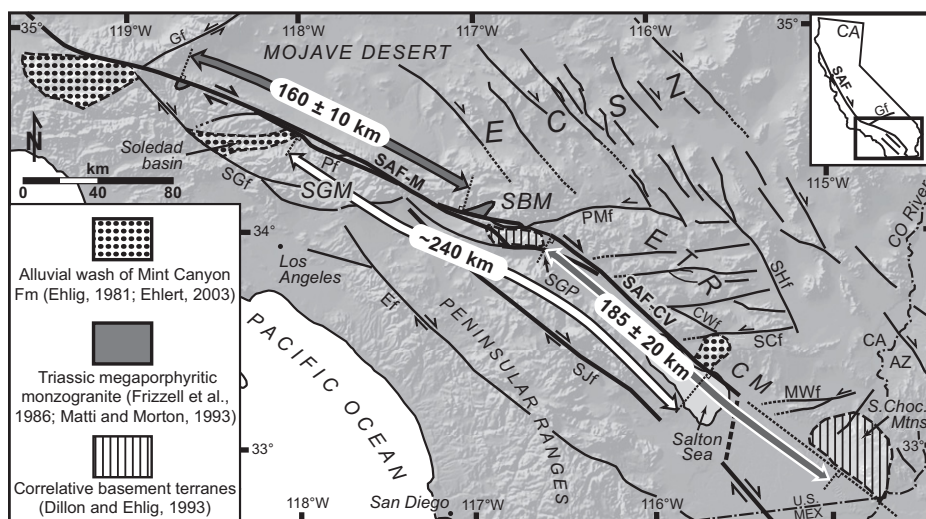 119°W
118°W
117°W
116°W
35°
Gf
MOJAVE DESERT
CA
SAF
Gf
35°
160 ± 10 km
E C S Z
N
Soledad
basin
km
0
40
80
SGf
Pf
SAF-M
SGM
SBM
PMf
115°W
CO River
34°
~240 km
E T R
SHf
Los
Angeles
SGP
SAF-CV
CWf
SCf
185 ± 20 km
CA
AZ
Ef
PENINSULAR RANGES
SJf
CM
MWf
S.Choc.
Mtns
PACIFIC OCEAN
Salton
Sea
33°
33°
San Diego
U.S.
MEX
118°W
117°W
116°W
Alluvial wash of Mint Canyon
Fm (Ehlig, 1981; Ehlert, 2003)
Triassic megaporphyritic
monzogranite (Frizzell et al.,
1986; Matti and Morton, 1993)
Correlative basement terranes
(Dillon and Ehlig, 1993)